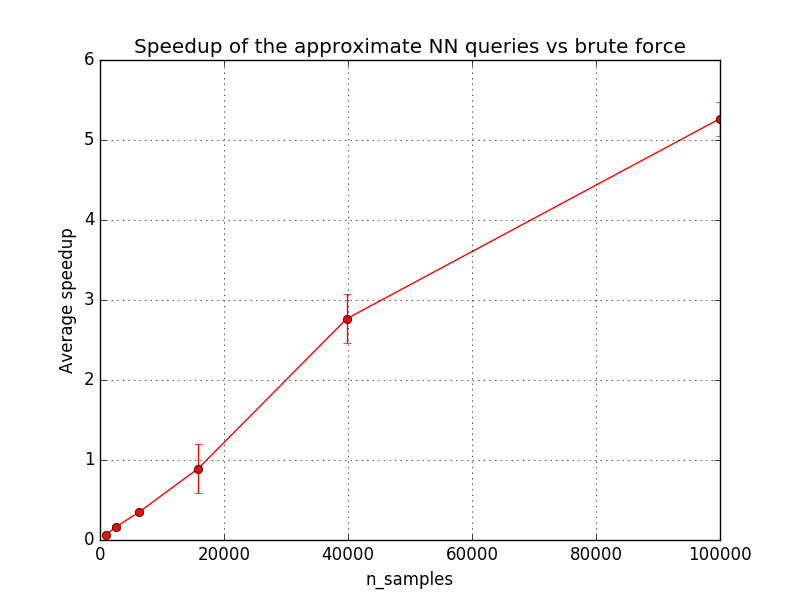 Speedup of the approximate NN queries vs brute force
6
5
4
3
2
1
0
Average speedup
0 20000 40000 60000 80000 100000
n_samples